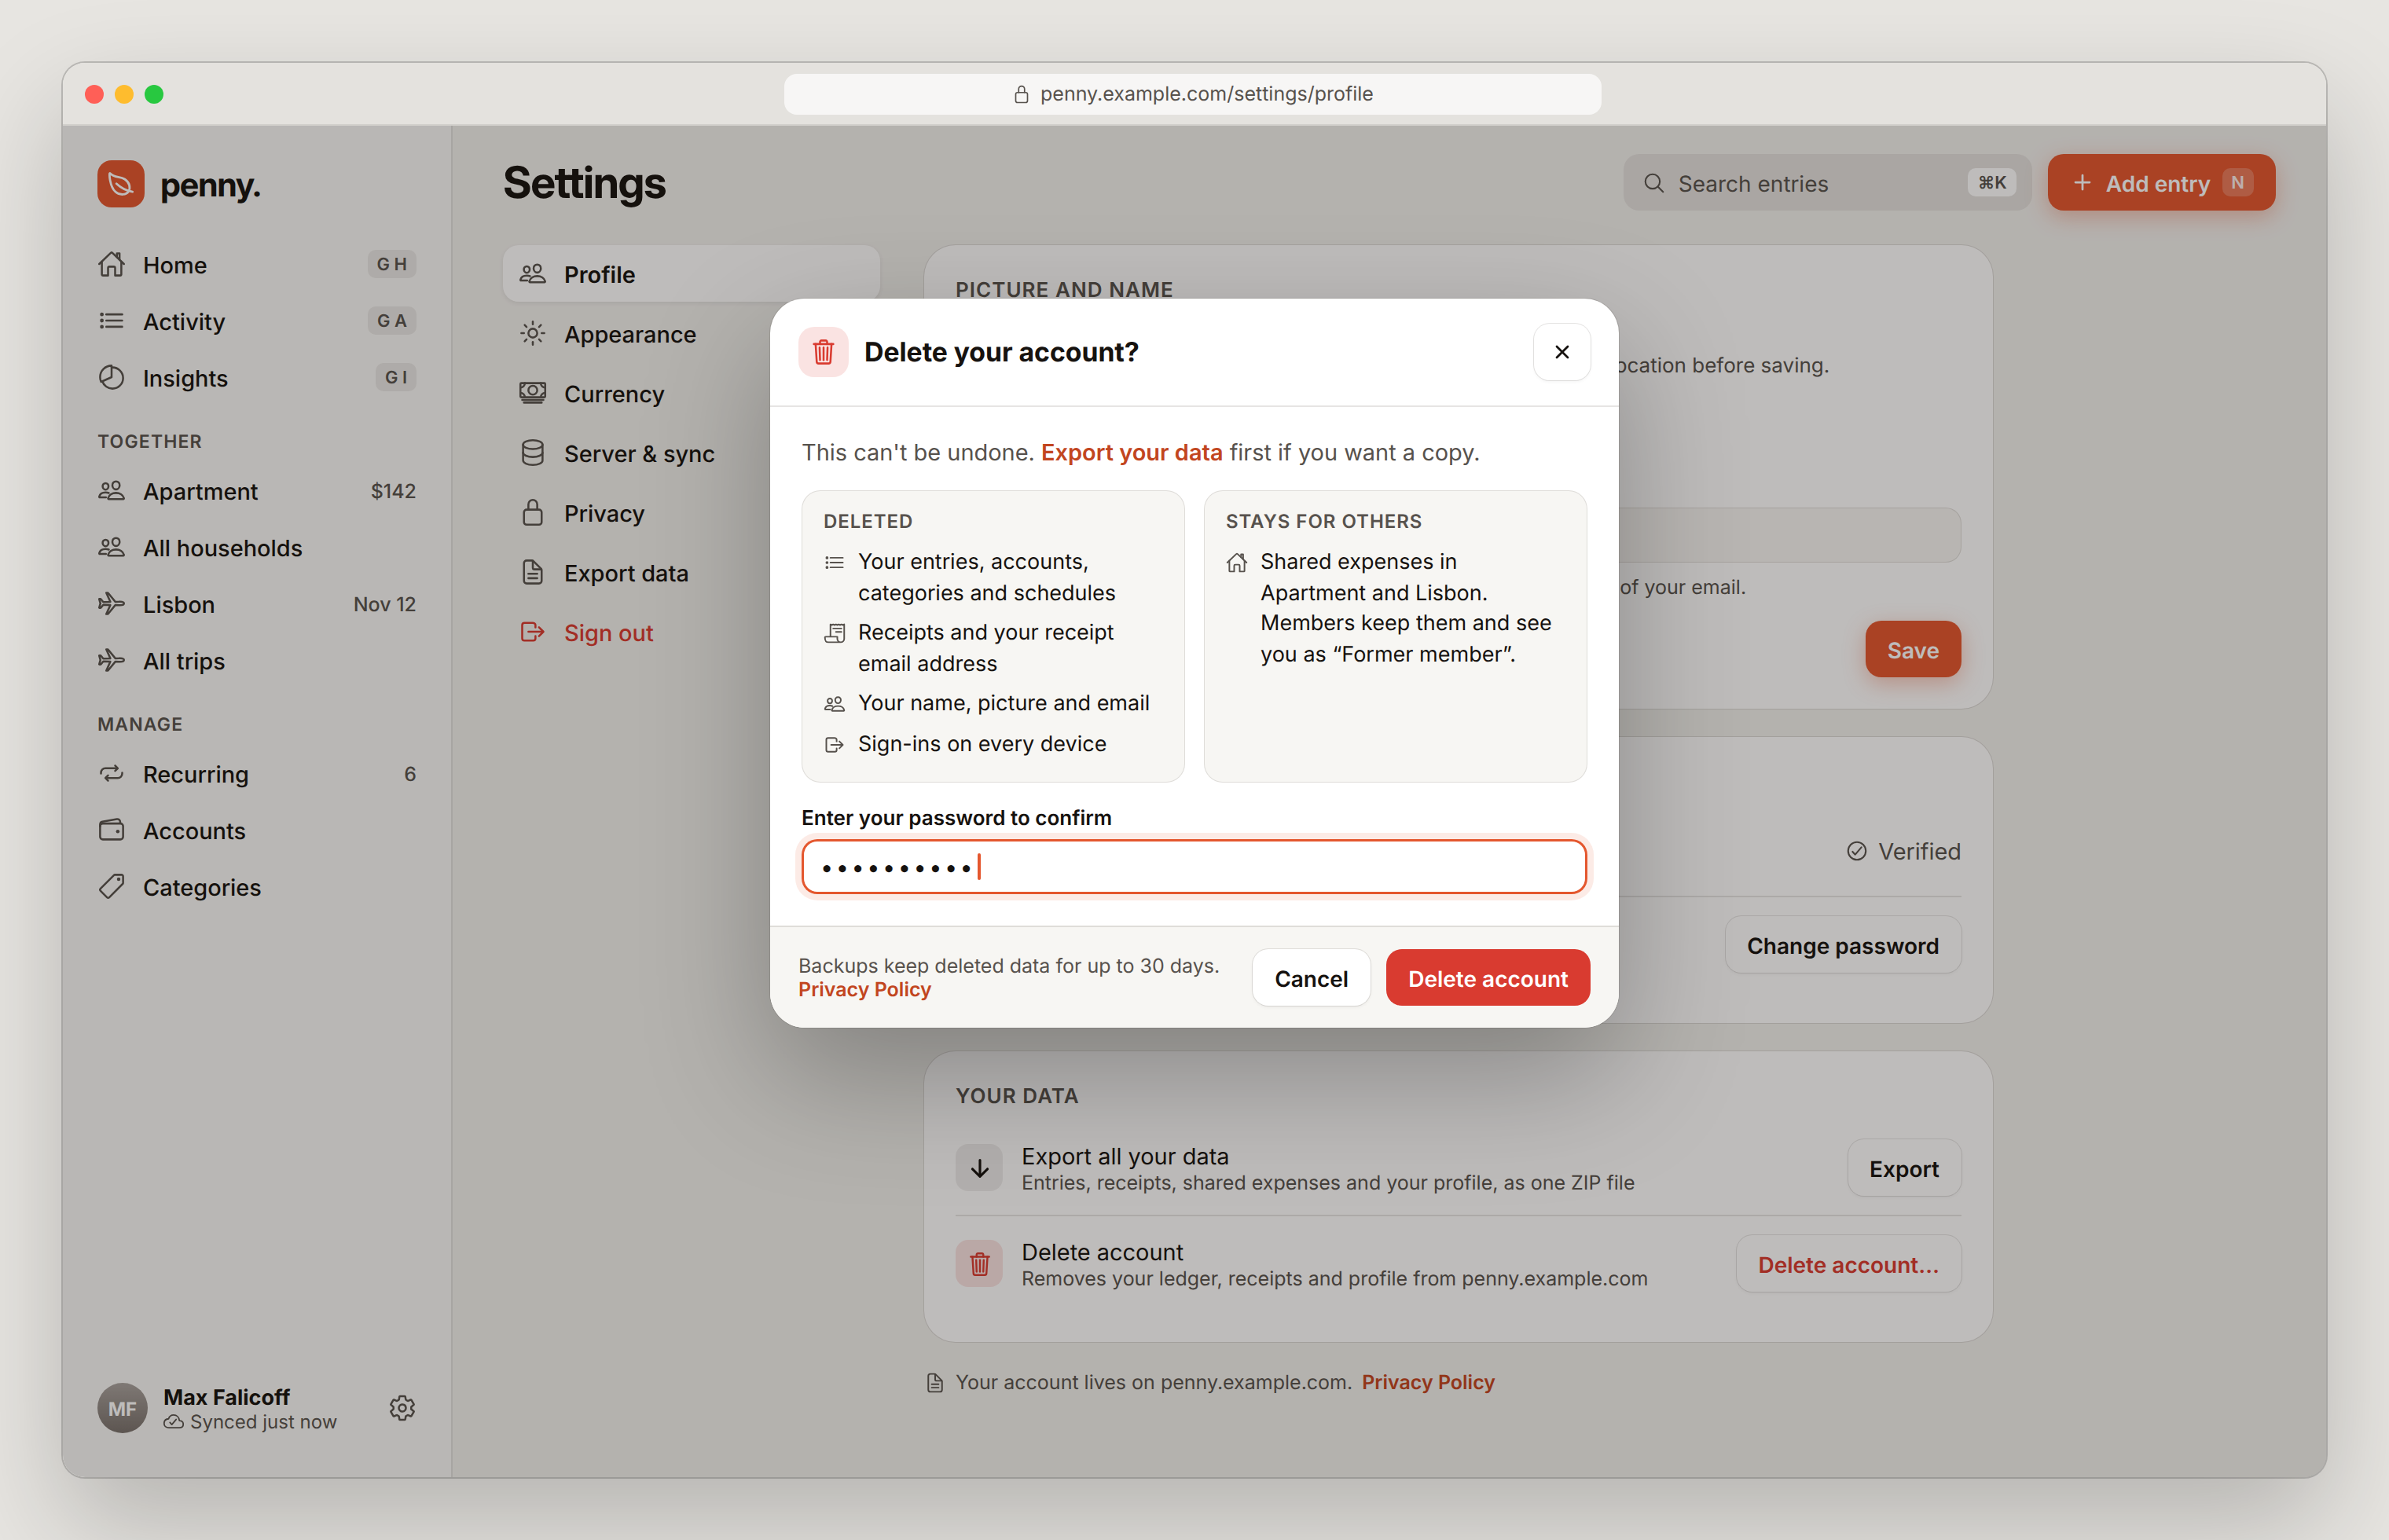 penny.example.com/settings/profile
penny.
Home G H
Activity G A
Insights G I
TOGETHER
Apartment $142
All households
Lisbon Nov 12
All trips
MANAGE
Recurring 6
Accounts
Categories
MF
Max Falicoff
Synced just now
Settings
Search entries ⌘K
+ Add entry N
Profile
Appearance
Currency
Server & sync
Privacy
Export data
Sign out
PICTURE AND NAME
ocation before saving.
of your email.
Save
Verified
Change password
Delete your account?
This can't be undone. Export your data first if you want a copy.
DELETED
Your entries, accounts,
categories and schedules
Receipts and your receipt
email address
Your name, picture and email
Sign-ins on every device
STAYS FOR OTHERS
Shared expenses in
Apartment and Lisbon.
Members keep them and see
you as “Former member”.
Enter your password to confirm
••••••••••
Backups keep deleted data for up to 30 days.
Privacy Policy
Cancel
Delete account
YOUR DATA
Export all your data
Entries, receipts, shared expenses and your profile, as one ZIP file
Export
Delete account
Removes your ledger, receipts and profile from penny.example.com
Delete account...
Your account lives on penny.example.com. Privacy Policy